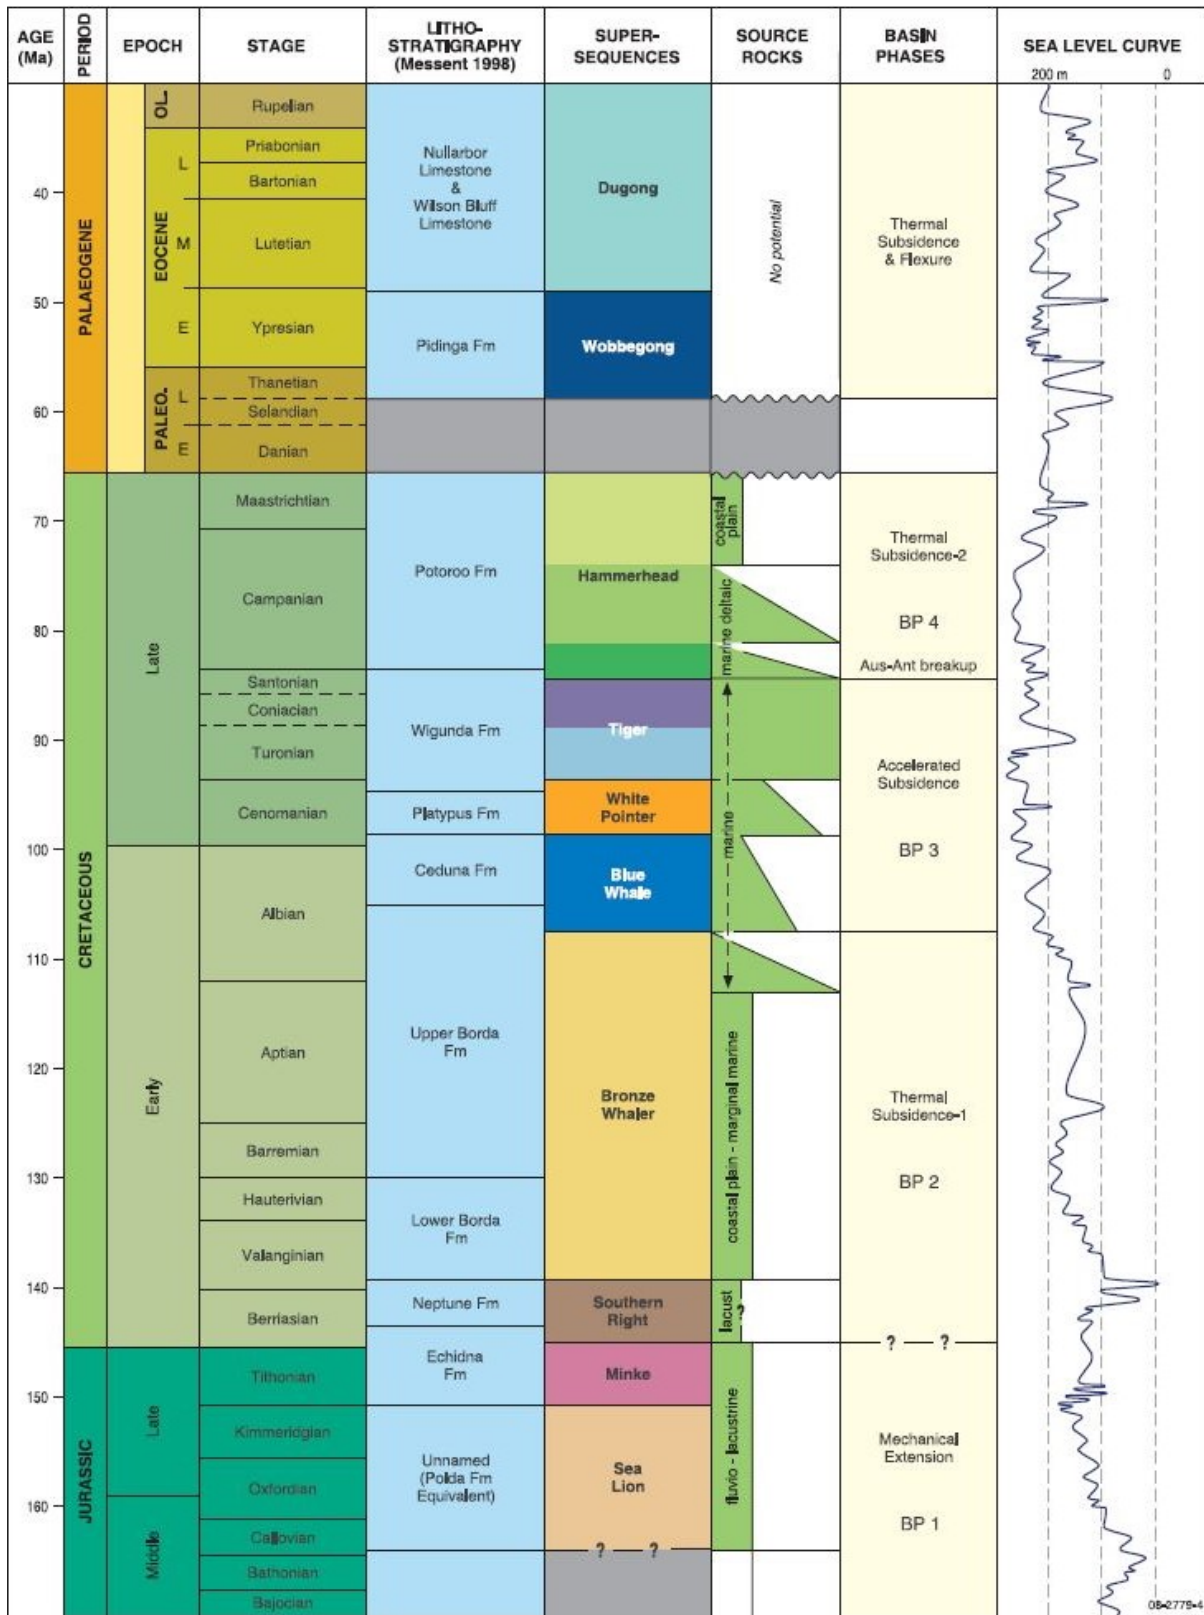 AGE
(Ma)
PERIOD
EPOCH
STAGE
LITHO-
STRATIGRAPHY
(Messent 1998)
SUPER-
SEQUENCES
SOURCE
ROCKS
BASIN
PHASES
SEA LEVEL CURVE
200 m
0
40
50
60
70
80
90
100
110
120
130
140
150
160
PALAEOGENE
CRETACEOUS
JURASSIC
OL.
EOCENE
L
M
E
PALEO.
L
E
Late
Early
Late
Middle
Rupelian
Priabonian
Bartonian
Lutetian
Ypresian
Thanetian
Selandian
Danian
Maastrichtian
Campanian
Santonian
Coniacian
Turonian
Cenomanian
Albian
Aptian
Barremian
Hauterivian
Valanginian
Berriasian
Tithonian
Kimmeridgian
Oxfordian
Callovian
Bathonian
Bajocian
Nullarbor
Limestone
&
Wilson Bluff
Limestone
Pidinga Fm
Potoroo Fm
Wigunda Fm
Platypus Fm
Ceduna Fm
Upper Borda
Fm
Lower Borda
Fm
Neptune Fm
Echidna
Fm
Unnamed
(Polda Fm
Equivalent)
Dugong
Wobbegong
Hammerhead
Tiger
White
Pointer
Blue
Whale
Bronze
Whaler
Southern
Right
Minke
Sea
Lion
? ?
No potential
coastal
plain
marine deltaic
marine
coastal plain - marginal marine
lacust
?
fluvio - lacustrine
Thermal
Subsidence
& Flexure
Thermal
Subsidence-2
BP 4
Aus-Ant breakup
Accelerated
Subsidence
BP 3
Thermal
Subsidence-1
BP 2
? ?
Mechanical
Extension
BP 1
08-2779-4